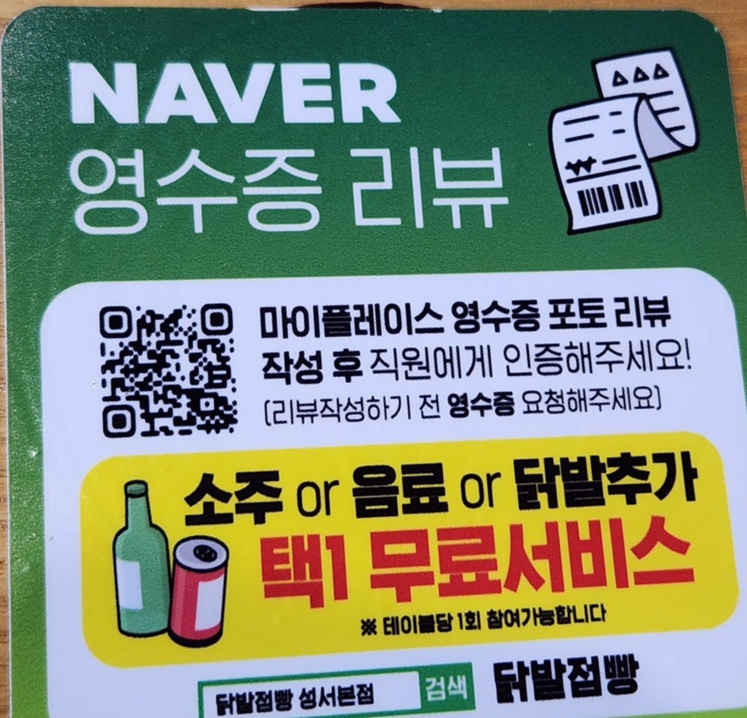 NAVER
영수증 리뷰
마이플레이스 영수증 포토 리뷰
작성 후 직원에게 인증해주세요!
(리뷰작성하기 전 영수증 요청해주세요)
소주 or 음료 or 닭발추가
택1 무료서비스
※ 테이블당 1회 참여가능합니다
닭발점빵 성서본점 검색 닭발점빵